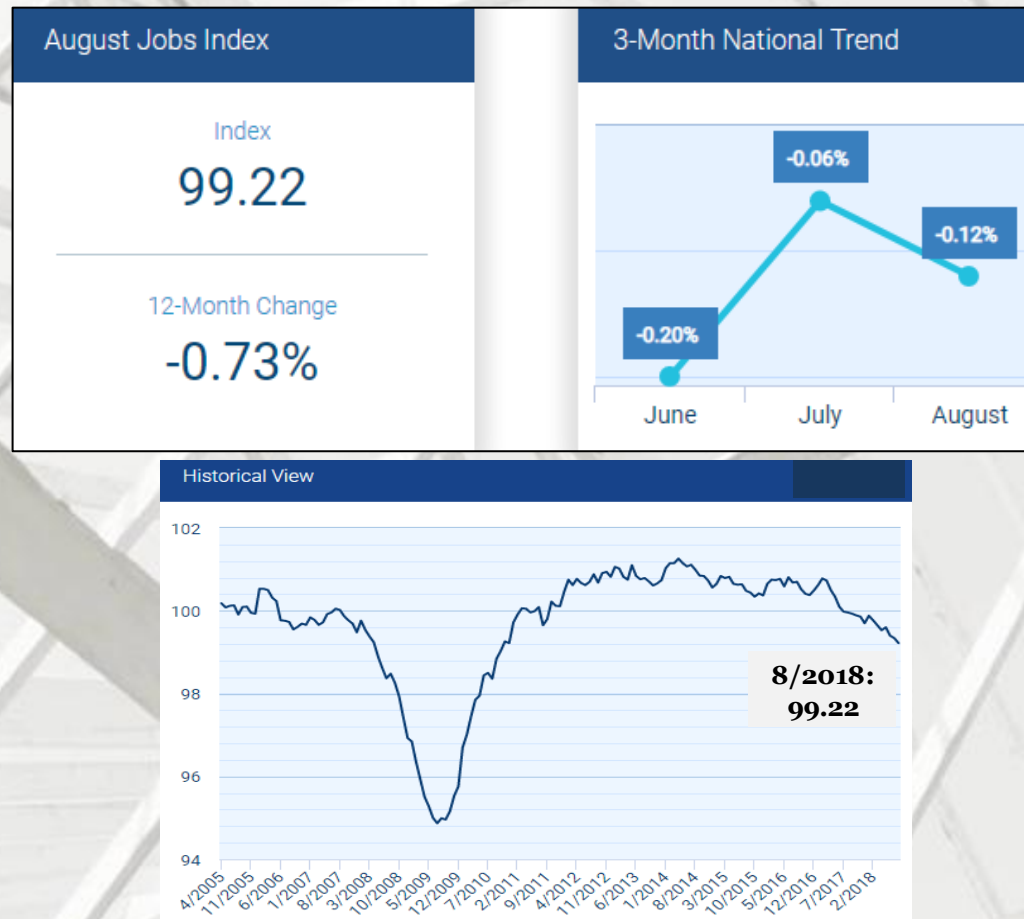 August Jobs Index
Index
99.22
12-Month Change
-0.73%
3-Month National Trend
-0.06%
-0.12%
-0.20%
June July August
Historical View
102
100
98
96
94
8/2018:
99.22
4/2005 11/2005 6/2006 1/2007 8/2007 3/2008 10/2008 5/2009 12/2009 7/2010 2/2011 9/2011 4/2012 11/2012 6/2013 1/2014 8/2014 3/2015 10/2015 5/2016 12/2016 7/2017 2/2018